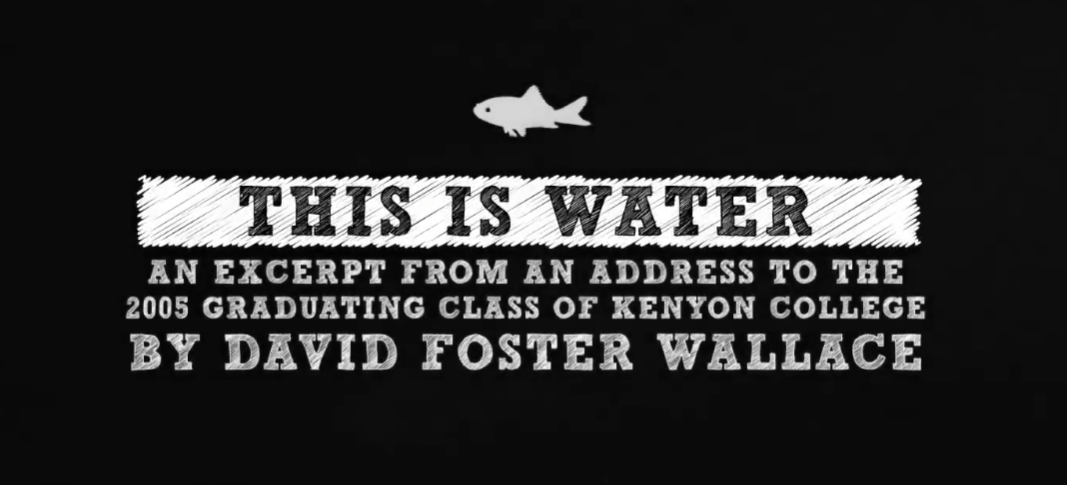 THIS IS WATER
AN EXCERPT FROM AN ADDRESS TO THE
2005 GRADUATING CLASS OF KENYON COLLEGE
BY DAVID FOSTER WALLACE